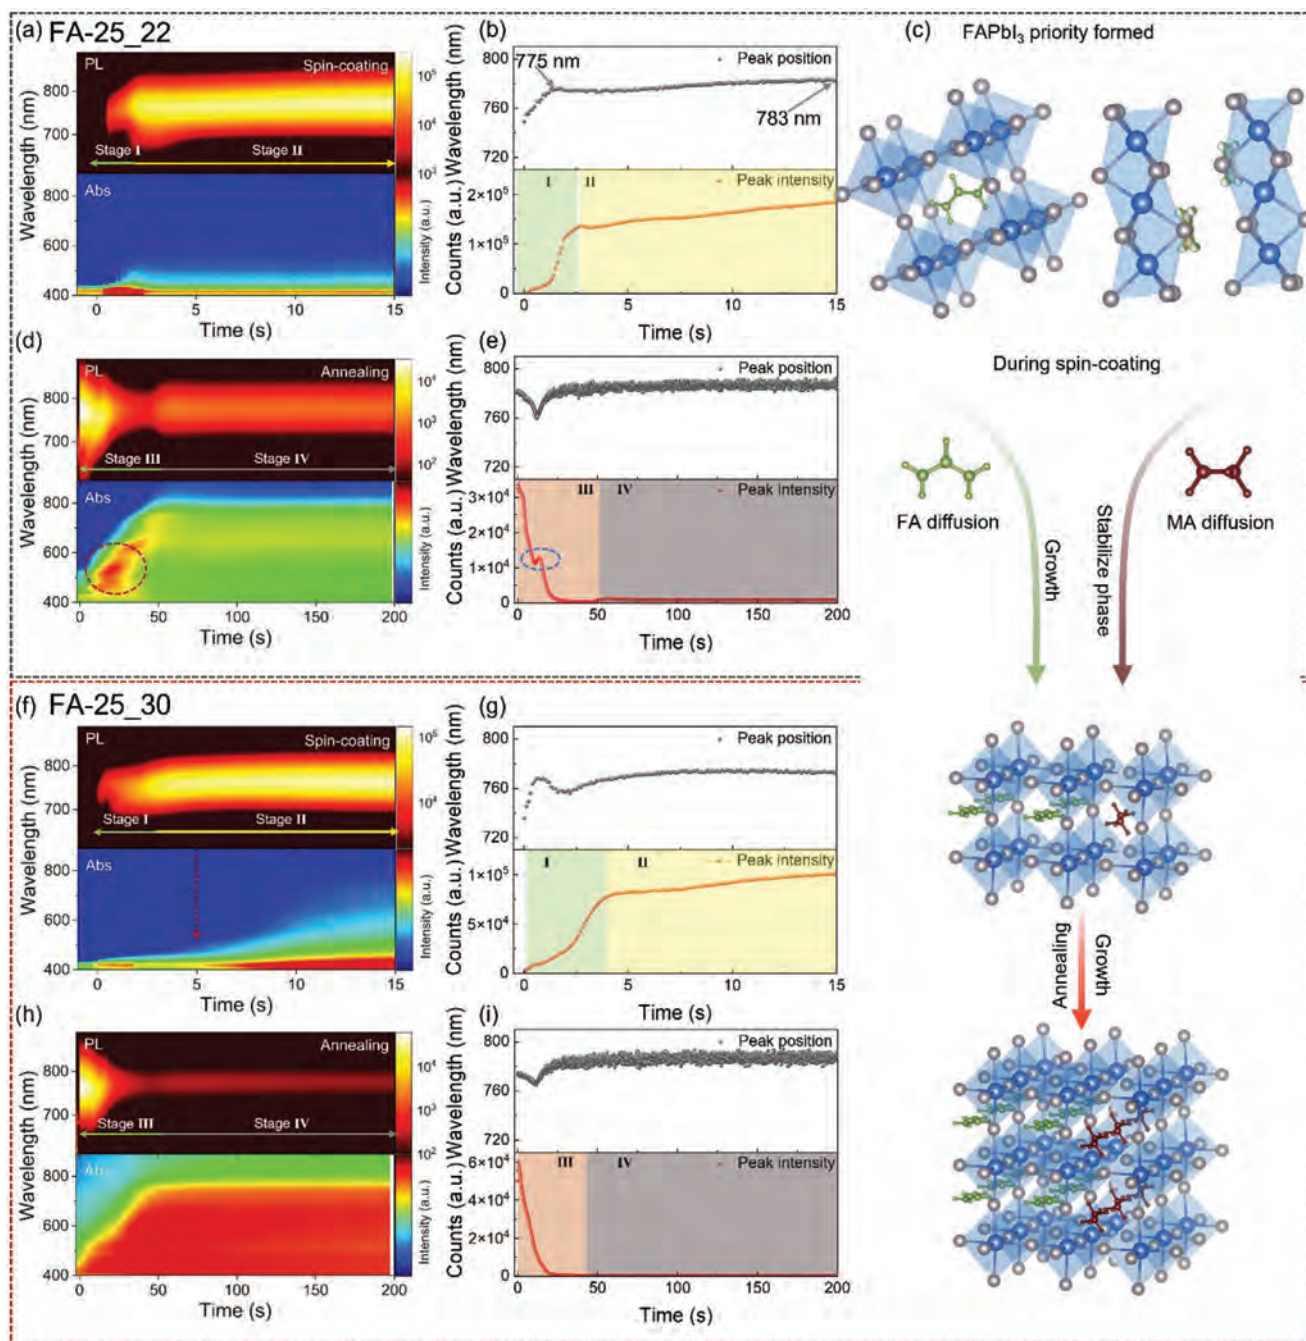 (a) FA-25_22
PL
Spin-coating
Wavelength (nm)
800
700
Stage I
Stage II
10⁵
10⁴
10³
Abs
800
600
400
Intensity (a.u.)
0 5 10 15
Time (s)
(b)
Wavelength (nm)
800
760
720
775 nm
Peak position
783 nm
Counts (a.u.)
2×10⁵
1×10⁵
0
I
II
Peak intensity
0 5 10 15
Time (s)
(c)
FAPbI₃ priority formed
During spin-coating
FA diffusion
MA diffusion
Growth
Stabilize phase
Annealing
Growth
(d)
PL
Annealing
Wavelength (nm)
800
Stage III
Stage IV
10⁴
10³
10²
Abs
800
600
400
Intensity (a.u.)
0 50 100 150 200
Time (s)
(e)
Wavelength (nm)
800
760
720
Peak position
Counts (a.u.)
3×10⁴
2×10⁴
1×10⁴
0
III
IV
Peak intensity
0 50 100 150 200
Time (s)
(f) FA-25_30
PL
Spin-coating
Wavelength (nm)
800
700
Stage I
Stage II
10⁵
10⁴
Abs
800
600
400
Intensity (a.u.)
0 5 10 15
Time (s)
(g)
Wavelength (nm)
800
760
720
Peak position
Counts (a.u.)
1×10⁵
5×10⁴
0
I
II
Peak intensity
0 5 10 15
Time (s)
(h)
PL
Annealing
Wavelength (nm)
800
700
Stage III
Stage IV
10⁴
10³
10²
Abs
800
600
400
Intensity (a.u.)
0 50 100 150 200
Time (s)
(i)
Wavelength (nm)
800
760
720
Peak position
Counts (a.u.)
6×10⁴
4×10⁴
2×10⁴
0
III
IV
Peak intensity
0 50 100 150 200
Time (s)